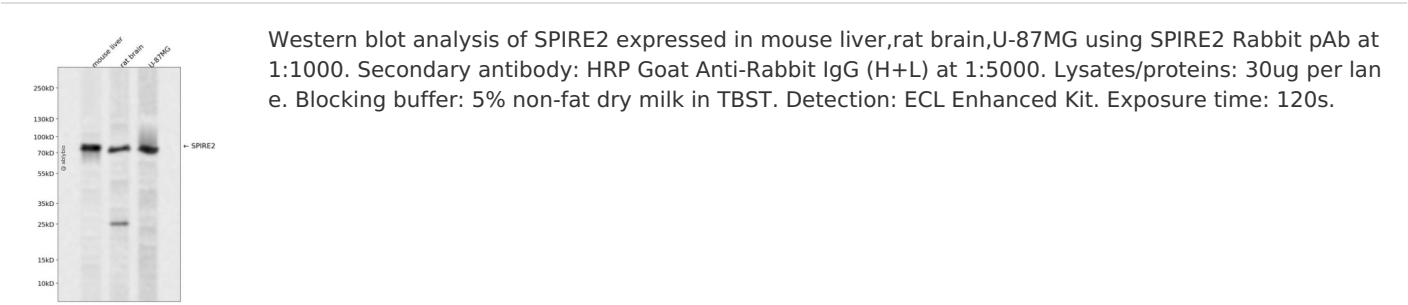 mouse liver
rat brain
U-87MG
250kD
130kD
100kD
70kD
55kD
35kD
25kD
15kD
10kD
@ abybio
← SPIRE2
Western blot analysis of SPIRE2 expressed in mouse liver,rat brain,U-87MG using SPIRE2 Rabbit pAb at
1:1000. Secondary antibody: HRP Goat Anti-Rabbit IgG (H+L) at 1:5000. Lysates/proteins: 30ug per lan
e. Blocking buffer: 5% non-fat dry milk in TBST. Detection: ECL Enhanced Kit. Exposure time: 120s.